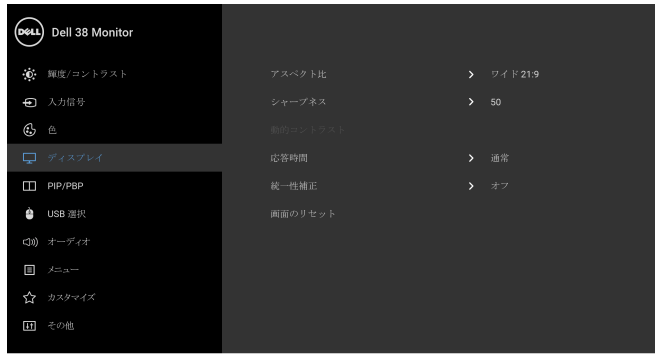 DELL Dell 38 Monitor
輝度/コントラスト
アスペクト比 ワイド 21:9
入力信号
シャープネス 50
色
動的コントラスト
ディスプレイ
応答時間 通常
PIP/PBP
統一性補正 オフ
USB 選択
画面のリセット
オーディオ
メニュー
カスタマイズ
その他